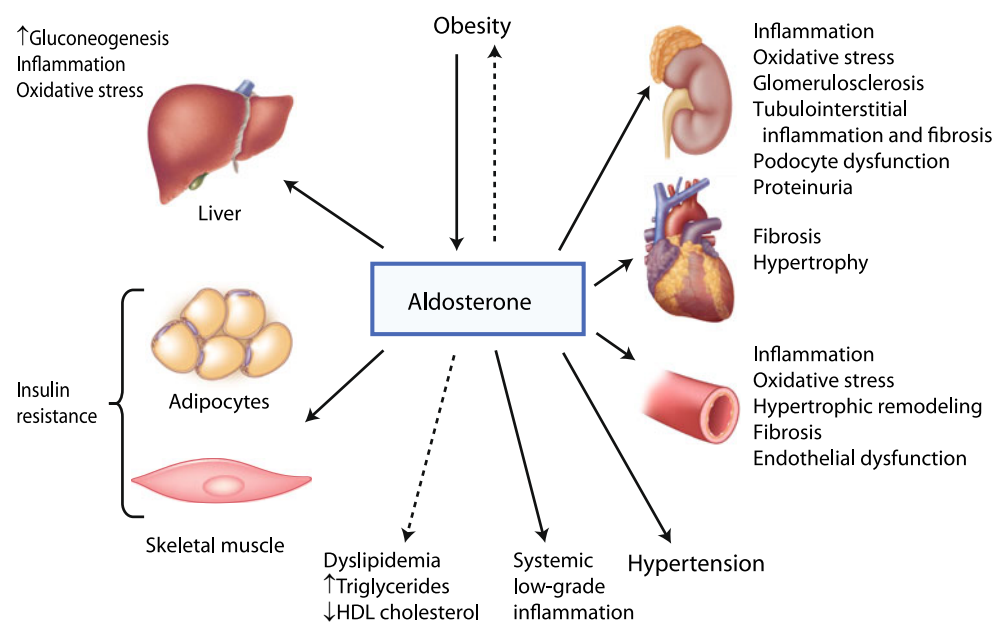 Obesity
↑Gluconeogenesis
Inflammation
Oxidative stress
Liver
Inflammation
Oxidative stress
Glomerulosclerosis
Tubulointerstitial
inflammation and fibrosis
Podocyte dysfunction
Proteinuria
Fibrosis
Hypertrophy
Aldosterone
Insulin
resistance
Adipocytes
Skeletal muscle
Inflammation
Oxidative stress
Hypertrophic remodeling
Fibrosis
Endothelial dysfunction
Dyslipidemia
↑Triglycerides
↓HDL cholesterol
Systemic
low-grade
inflammation
Hypertension